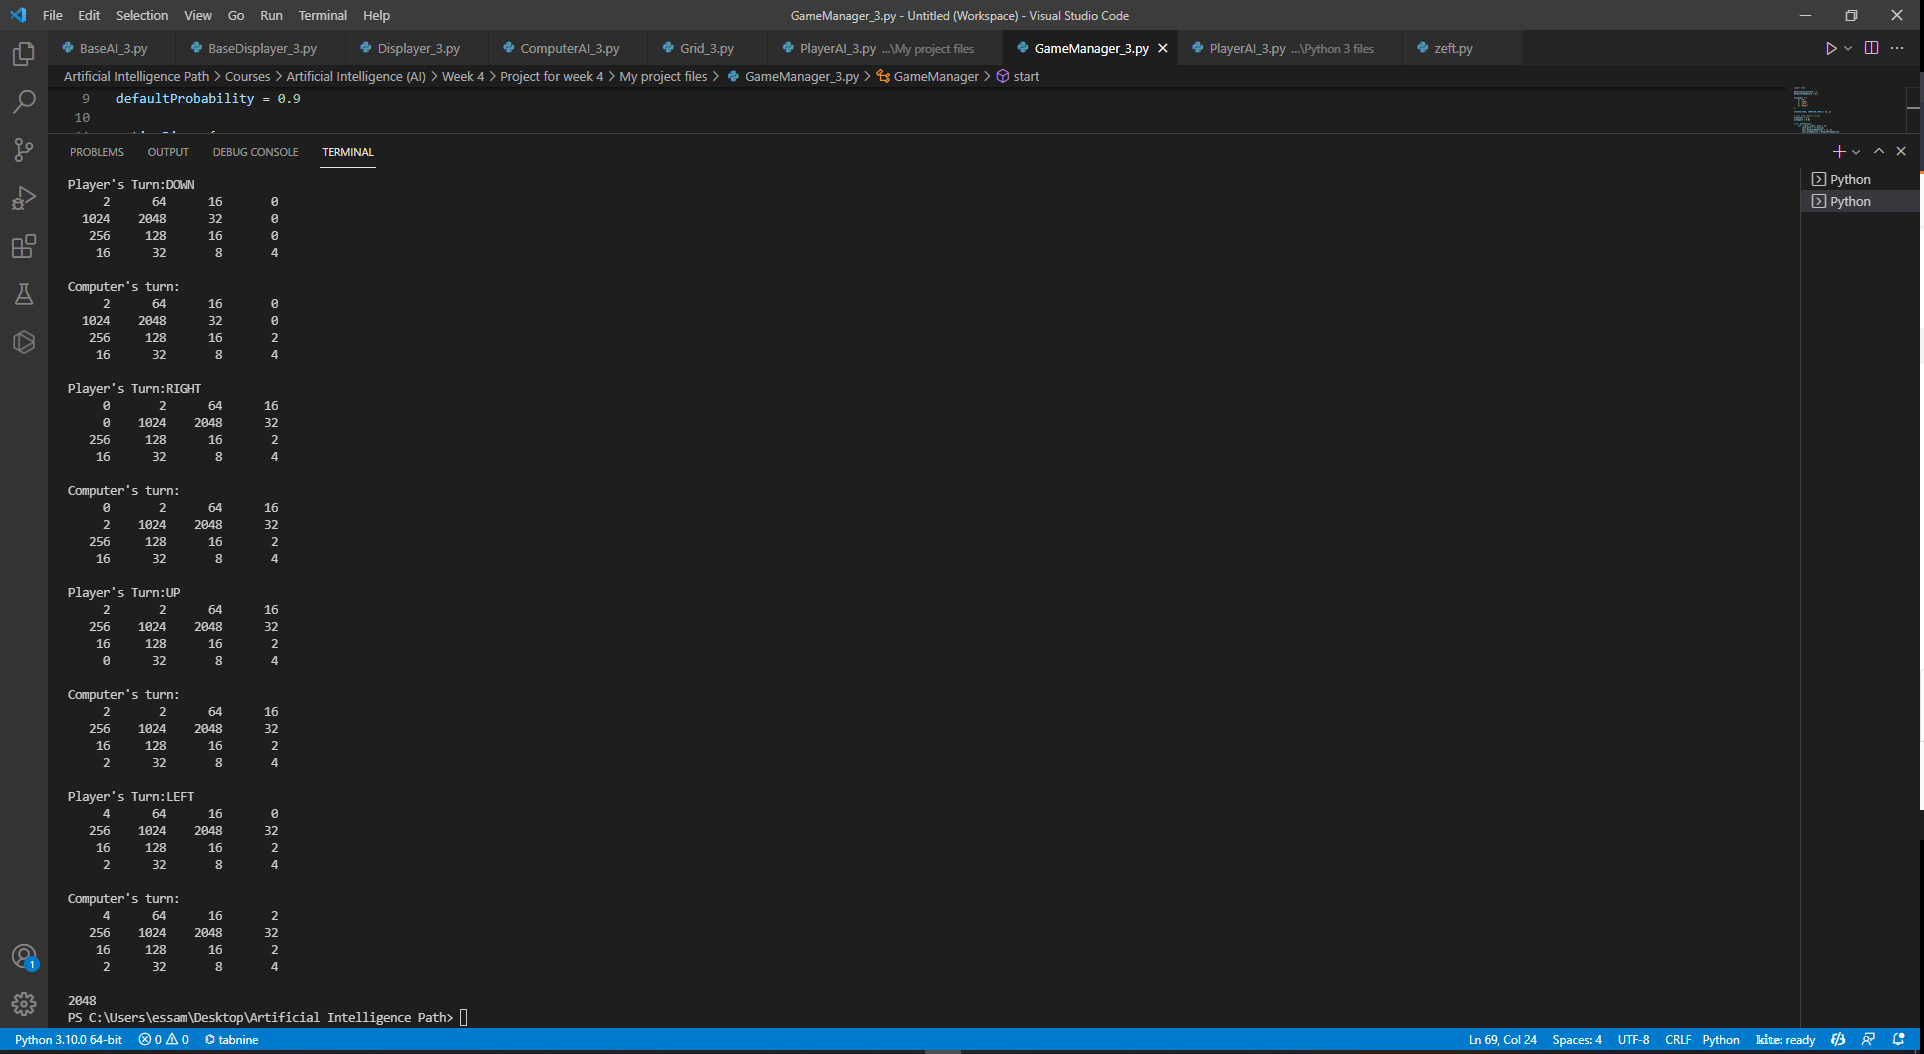 File Edit Selection View Go Run Terminal Help GameManager_3.py - Untitled (Workspace) - Visual Studio Code
BaseAI_3.py BaseDisplayer_3.py Displayer_3.py ComputerAI_3.py Grid_3.py PlayerAI_3.py ...\My project files GameManager_3.py PlayerAI_3.py ...\Python 3 files zeft.py
Artificial Intelligence Path > Courses > Artificial Intelligence (AI) > Week 4 > Project for week 4 > My project files > GameManager_3.py > GameManager > start
9 defaultProbability = 0.9
10
PROBLEMS OUTPUT DEBUG CONSOLE TERMINAL
Python
Python
Player's Turn:DOWN
2 64 16 0
1024 2048 32 0
256 128 16 0
16 32 8 4
Computer's turn:
2 64 16 0
1024 2048 32 0
256 128 16 2
16 32 8 4
Player's Turn:RIGHT
0 2 64 16
0 1024 2048 32
256 128 16 2
16 32 8 4
Computer's turn:
0 2 64 16
2 1024 2048 32
256 128 16 2
16 32 8 4
Player's Turn:UP
2 2 64 16
256 1024 2048 32
16 128 16 2
0 32 8 4
Computer's turn:
2 2 64 16
256 1024 2048 32
16 128 16 2
2 32 8 4
Player's Turn:LEFT
4 64 16 0
256 1024 2048 32
16 128 16 2
2 32 8 4
Computer's turn:
4 64 16 2
256 1024 2048 32
16 128 16 2
2 32 8 4
2048
PS C:\Users\essam\Desktop\Artificial Intelligence Path>
1
Python 3.10.0 64-bit 0 0 tabnine Ln 69, Col 24 Spaces: 4 UTF-8 CRLF Python kite: ready